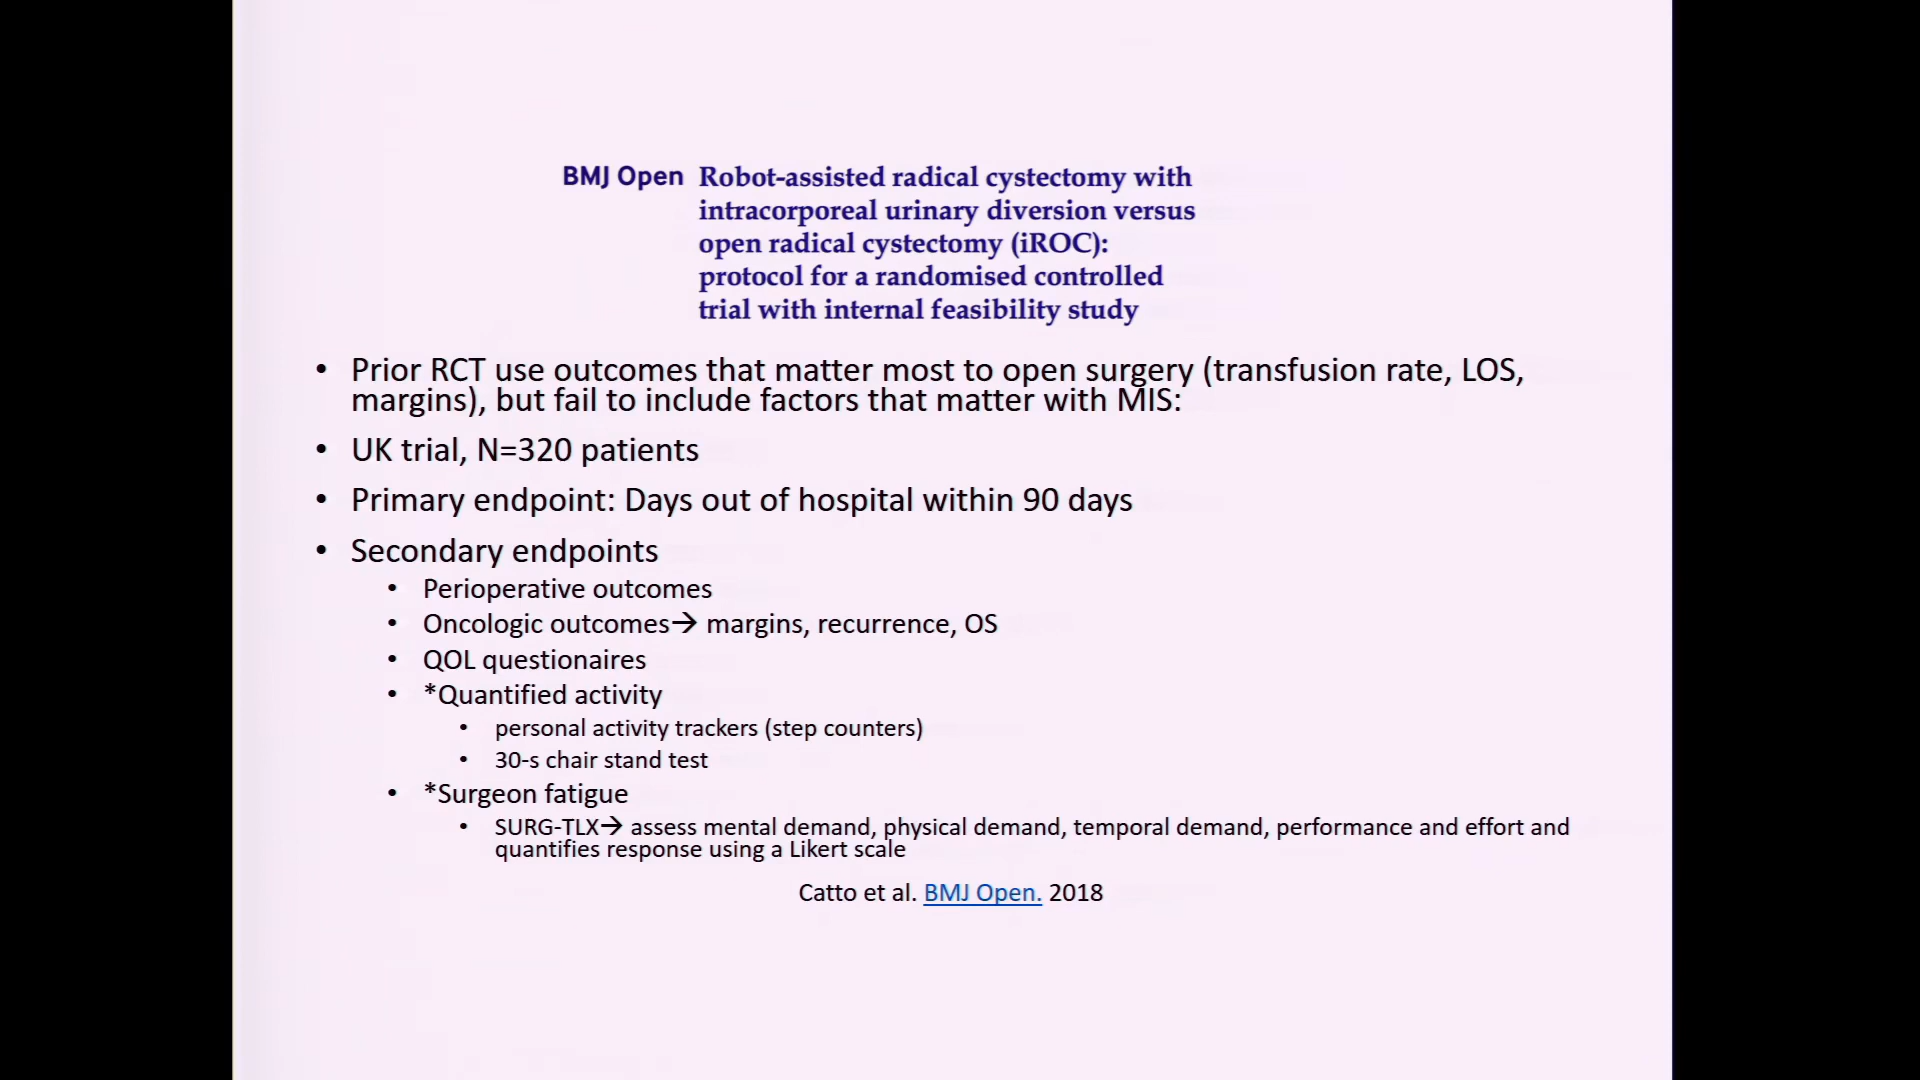 BMJ Open Robot-assisted radical cystectomy with
intracorporeal urinary diversion versus
open radical cystectomy (iROC):
protocol for a randomised controlled
trial with internal feasibility study
• Prior RCT use outcomes that matter most to open surgery (transfusion rate, LOS,
margins), but fail to include factors that matter with MIS:
• UK trial, N=320 patients
• Primary endpoint: Days out of hospital within 90 days
• Secondary endpoints
• Perioperative outcomes
• Oncologic outcomes→ margins, recurrence, OS
• QOL questionaires
• *Quantified activity
• personal activity trackers (step counters)
• 30-s chair stand test
• *Surgeon fatigue
• SURG-TLX→ assess mental demand, physical demand, temporal demand, performance and effort and
quantifies response using a Likert scale
Catto et al. BMJ Open. 2018